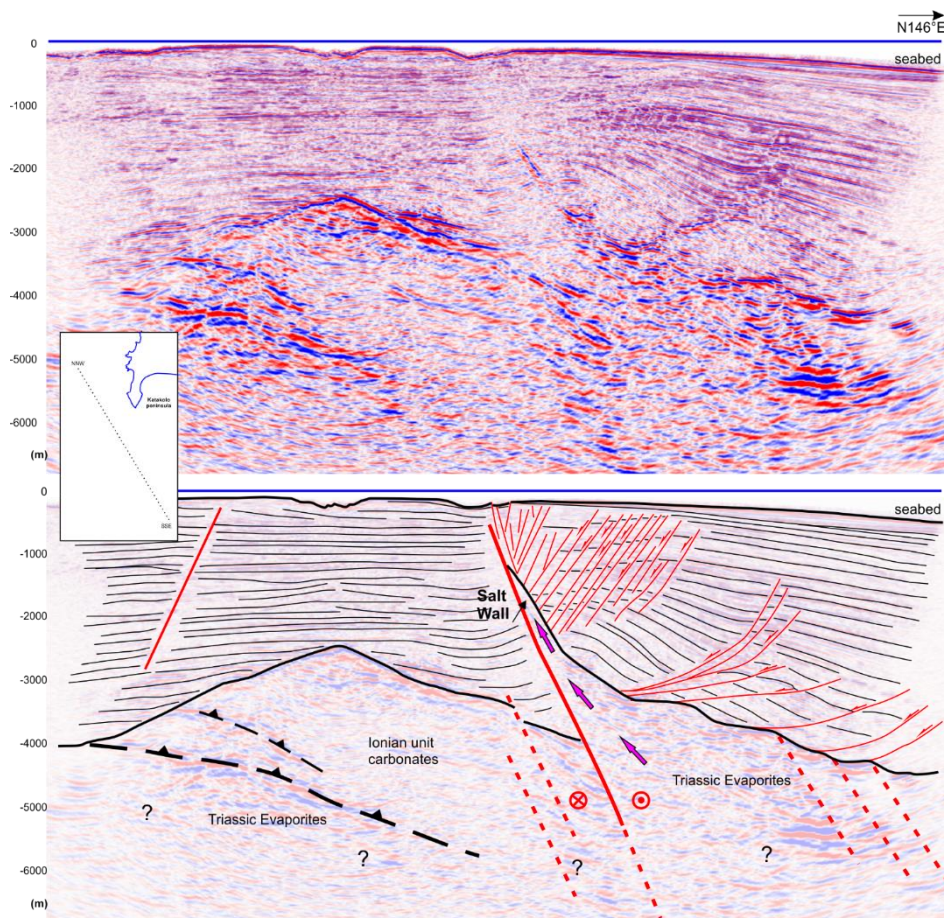 N146°E
0
seabed
-1000
-2000
-3000
-4000
-5000
-6000
(m)
NNW
Katakolo
peninsula
SSE
0
seabed
-1000
Salt
Wall
-2000
-3000
-4000
Ionian unit
carbonates
Triassic Evaporites
-5000
Triassic Evaporites
?
?
?
?
-6000
(m)